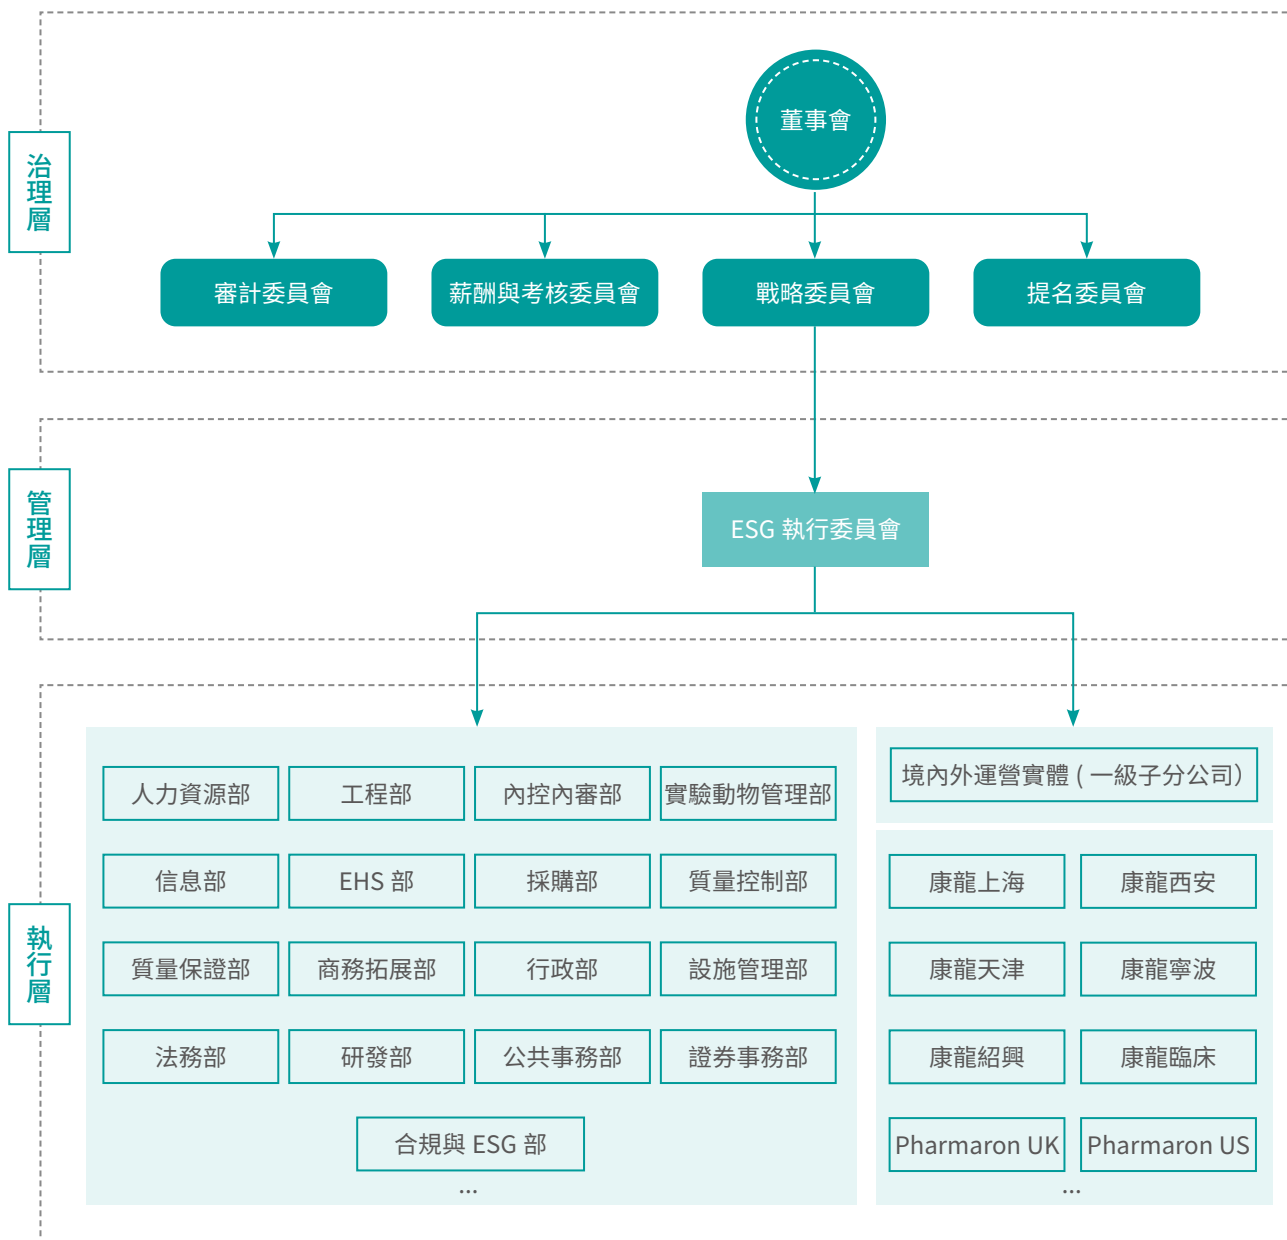 治理層
董事會
審計委員會
薪酬與考核委員會
戰略委員會
提名委員會
管理層
ESG 執行委員會
執行層
人力資源部
工程部
內控內審部
實驗動物管理部
信息部
EHS 部
採購部
質量控制部
質量保證部
商務拓展部
行政部
設施管理部
法務部
研發部
公共事務部
證券事務部
合規與 ESG 部
...
境內外運營實體 ( 一級子分公司）
康龍上海
康龍西安
康龍天津
康龍寧波
康龍紹興
康龍臨床
Pharmaron UK
Pharmaron US
...